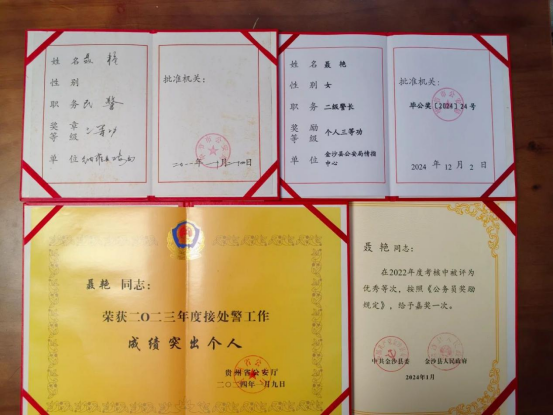 姓名 聂艳
性别
职务 民警
奖章等级 三等功
单位
批准机关：
姓名 聂艳
性别 女
职务 二级警长
奖励等级 个人三等功
单位 金沙县公安局情指中心
批准机关：
毕公奖〔2024〕24号
2024年12月2日
聂艳 同志：
荣获二〇二三年度接处警工作
成绩突出个人
贵州省公安厅
二〇二四年一月九日
聂艳 同志：
在2022年度考核中被评为
优秀等次，按照《公务员奖励
规定》，给予嘉奖一次。
中共金沙县委 金沙县人民政府
2024年1月